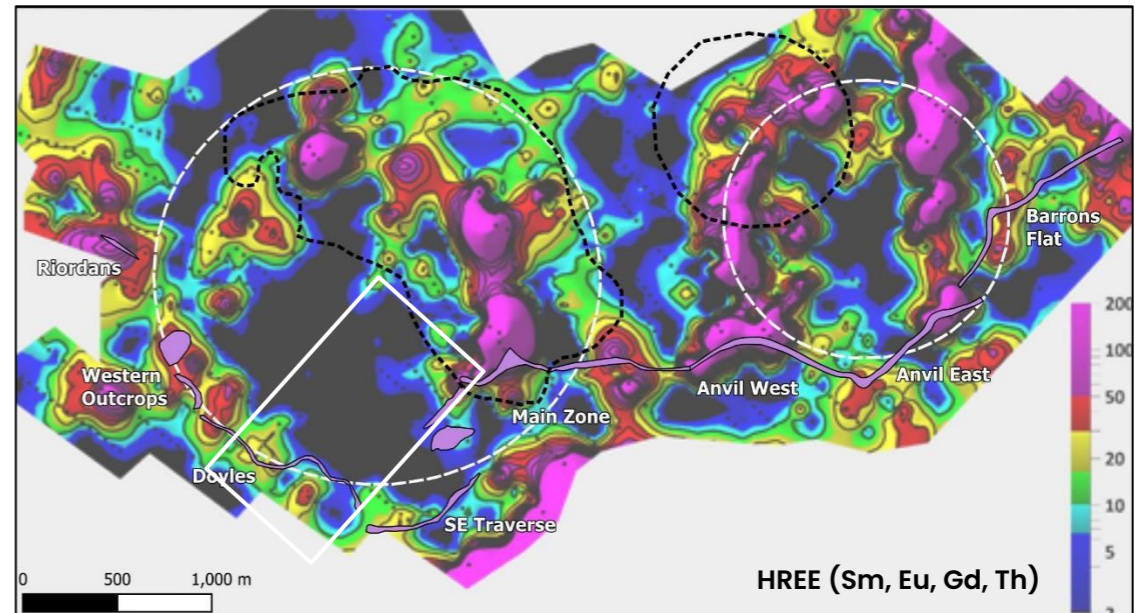 Riordans
Western
Outcrops
Doyles
SE Traverse
Main Zone
Anvil West
Anvil East
Barrons
Flat
200
100
50
20
10
5
2
0 500 1,000 m
HREE (Sm, Eu, Gd, Th)